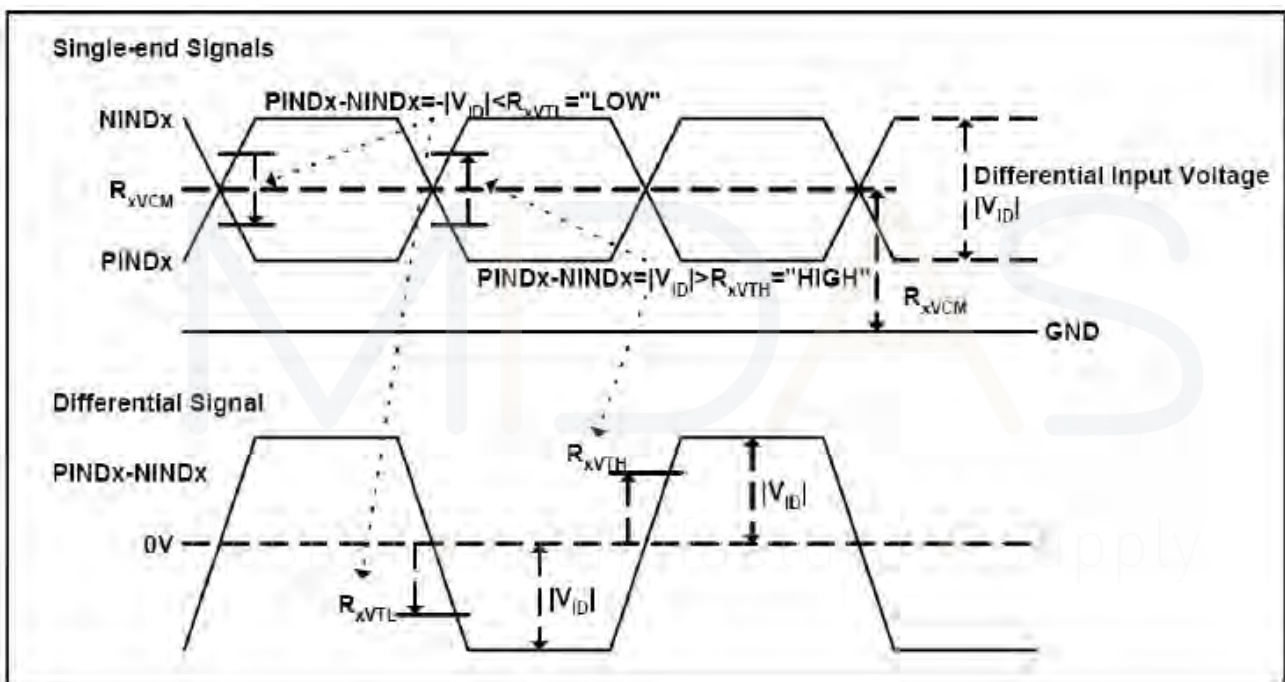 Single-end Signals
PINDx-NINDx=-|VID|<RxVTL="LOW"
NINDx
RxVCM
Differential Input Voltage
|VID|
PINDx
PINDx-NINDx=|VID|>RxVTH="HIGH"
RxVCM
GND
MIDAS
Differential Signal
RxVTH
PINDx-NINDx
|VID|
0V
RxVTL
|VID|